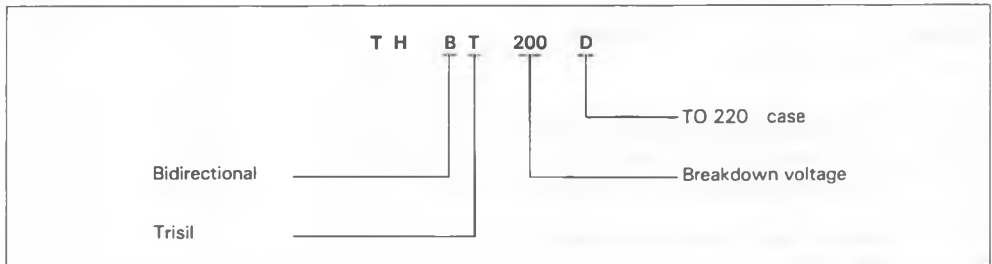 T H B T 200 D
TO 220 case
Bidirectional
Breakdown voltage
Trisil